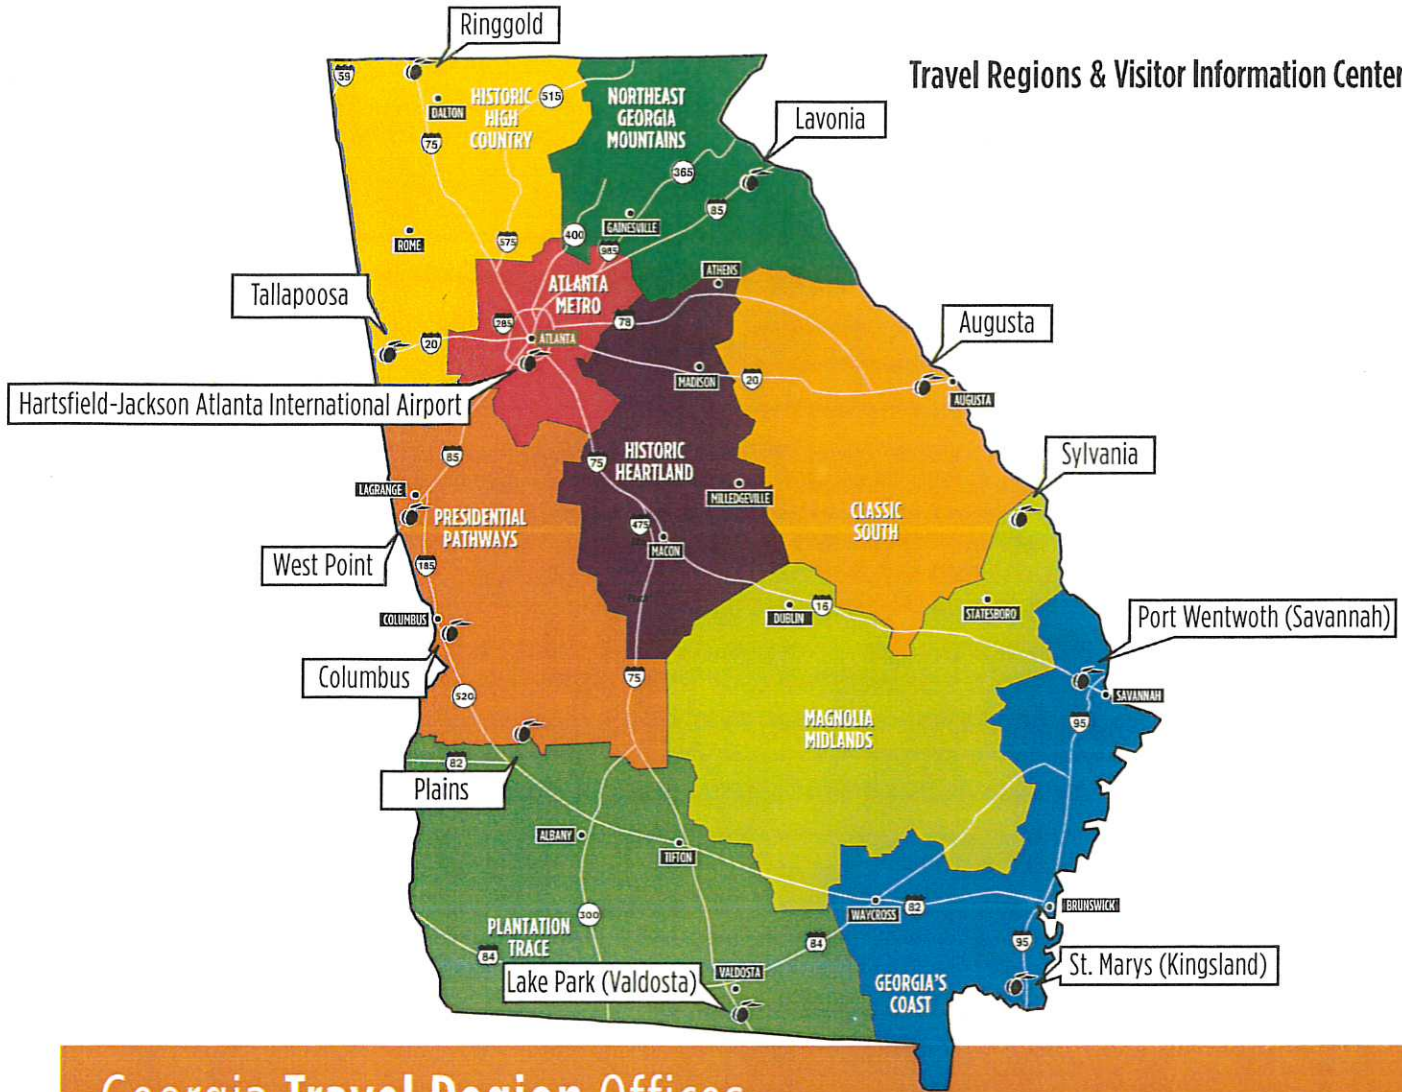 Ringgold
Travel Regions & Visitor Information Center
59
HISTORIC
HIGH
COUNTRY
515
NORTHEAST
GEORGIA
MOUNTAINS
DALTON
Lavonia
75
365
85
GAINESVILLE
ROME
575
400
985
ATHENS
Tallapoosa
ATLANTA
METRO
285
78
Augusta
20
ATLANTA
MADISON
20
AUGUSTA
Hartsfield-Jackson Atlanta International Airport
85
75
HISTORIC
HEARTLAND
Sylvania
LAGRANGE
MILLEDGEVILLE
PRESIDENTIAL
PATHWAYS
CLASSIC
SOUTH
475
MACON
West Point
185
COLUMBUS
DUBLIN
16
STATESBORO
Port Wentwoth (Savannah)
Columbus
75
520
SAVANNAH
MAGNOLIA
MIDLANDS
95
82
Plains
ALBANY
TIFTON
300
WAYCROSS
82
BRUNSWICK
PLANTATION
TRACE
84
84
95
Lake Park (Valdosta)
VALDOSTA
GEORGIA'S
COAST
St. Marys (Kingsland)
Georgia Travel Region Offices